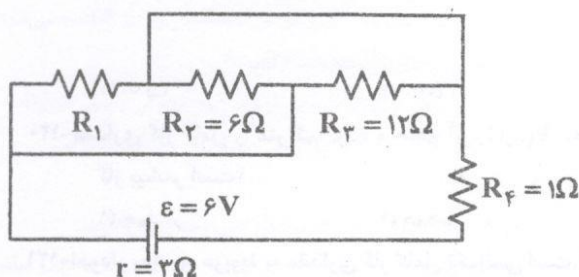 R₁ R₂ = ۶Ω R₃ = ۱۲Ω
R₄ = ۱Ω
ε = ۶V
r = ۳Ω